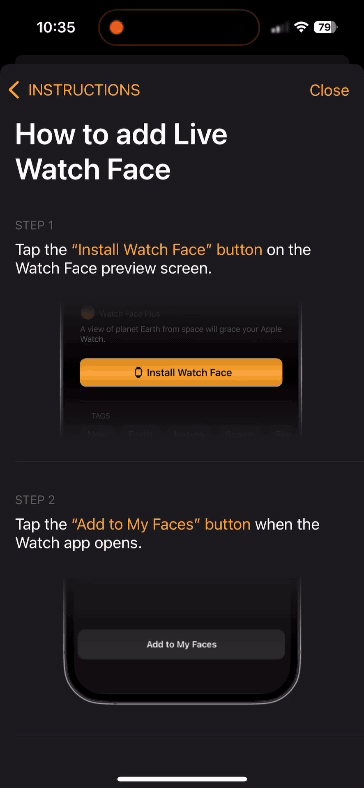 10:35
79
INSTRUCTIONS
Close
How to add Live
Watch Face
STEP 1
Tap the “Install Watch Face” button on the
Watch Face preview screen.
Watch Face Plus
A view of planet Earth from space will grace your Apple
Watch.
Install Watch Face
TAGS
STEP 2
Tap the “Add to My Faces” button when the
Watch app opens.
Add to My Faces